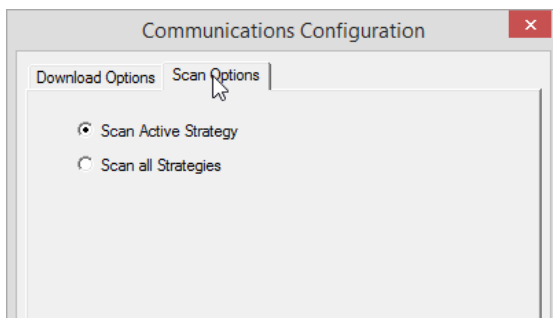 Communications Configuration
Download Options Scan Options
Scan Active Strategy
Scan all Strategies